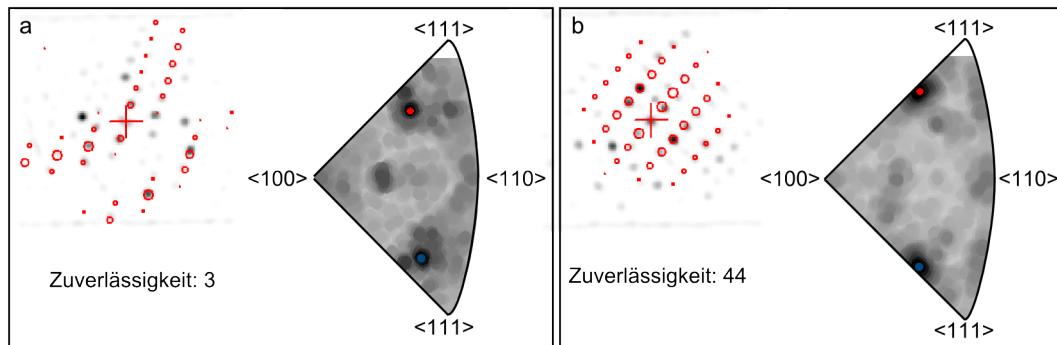 a
<111>
<100>
<110>
Zuverlässigkeit: 3
<111>
b
<111>
<100>
<110>
Zuverlässigkeit: 44
<111>